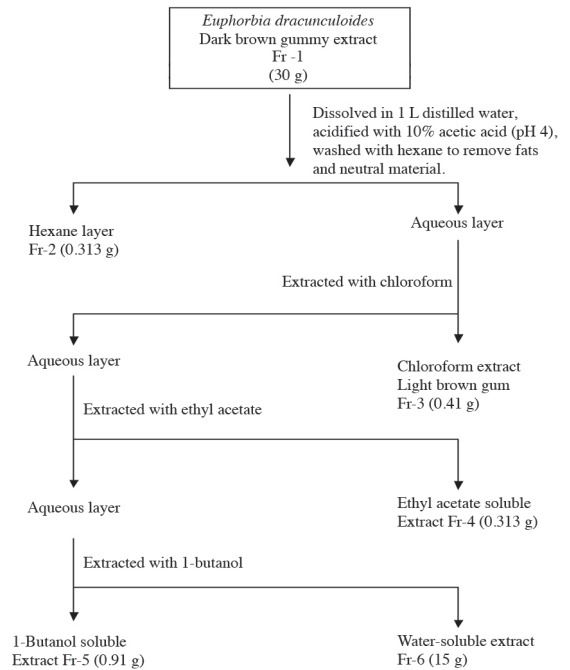 Euphorbia dracunculoides
Dark brown gummy extract
Fr -1
(30 g)
Dissolved in 1 L distilled water,
acidified with 10% acetic acid (pH 4),
washed with hexane to remove fats
and neutral material.
Hexane layer
Fr-2 (0.313 g)
Aqueous layer
Extracted with chloroform
Aqueous layer
Chloroform extract
Light brown gum
Fr-3 (0.41 g)
Extracted with ethyl acetate
Aqueous layer
Ethyl acetate soluble
Extract Fr-4 (0.313 g)
Extracted with 1-butanol
1-Butanol soluble
Extract Fr-5 (0.91 g)
Water-soluble extract
Fr-6 (15 g)